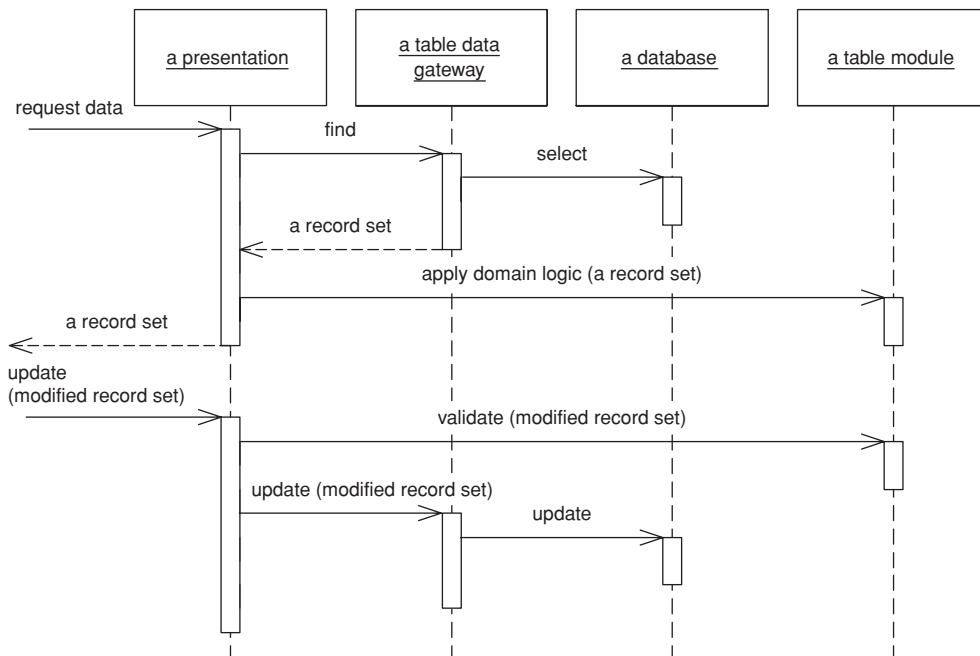 a presentation
a table data
gateway
a database
a table module
request data
find
select
a record set
apply domain logic (a record set)
a record set
update
(modified record set)
validate (modified record set)
update (modified record set)
update